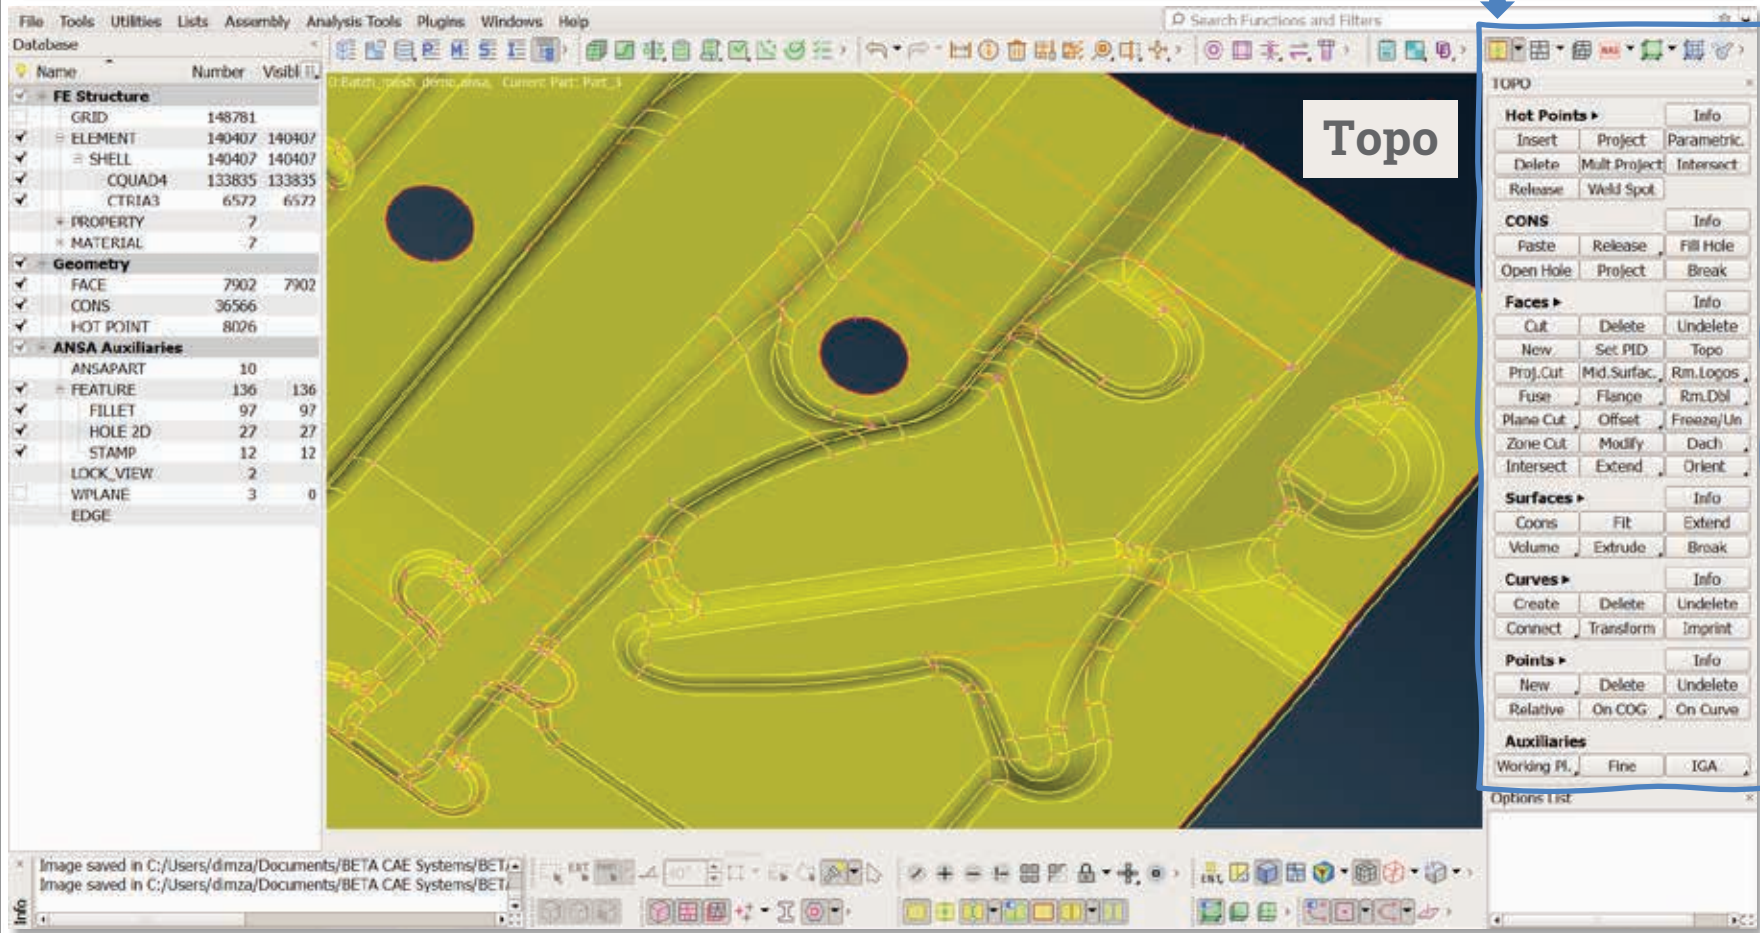 File Tools Utilities Lists Assembly Analysis Tools Plugins Windows Help Search Functions and Filters
Database
Name Number Visibl
FE Structure
GRID 148781
ELEMENT 140407 140407
SHELL 140407 140407
CQUAD4 133835 133835
CTRIA3 6572 6572
PROPERTY 7
MATERIAL 7
Geometry
FACE 7902 7902
CONS 36566
HOT POINT 8026
ANSA Auxiliaries
ANSAPART 10
FEATURE 136 136
FILLET 97 97
HOLE 2D 27 27
STAMP 12 12
LOCK_VIEW 2
WPLANE 3 0
EDGE
Current Part: Part_1
Topo
TOPO
Hot Points Info
Insert Project Parametric.
Delete Mult Project Intersect
Release Weld Spot
CONS Info
Paste Release Fill Hole
Open Hole Project Break
Faces Info
Cut Delete Undelete
New Set PID Topo
Proj.Cut Mid.Surfac. Rm.Logos
Fuse Flange Rm.Dbl
Plane Cut Offset Freeze/Un
Zone Cut Modify Dach
Intersect Extend Orient
Surfaces Info
Coons Fit Extend
Volume Extrude Break
Curves Info
Create Delete Undelete
Connect Transform Imprint
Points Info
New Delete Undelete
Relative On COG On Curve
Auxiliaries
Working Pl. Fine IGA
Options List
Image saved in C:/Users/dimza/Documents/BETA CAE Systems/BETA
Image saved in C:/Users/dimza/Documents/BETA CAE Systems/BETA
Info